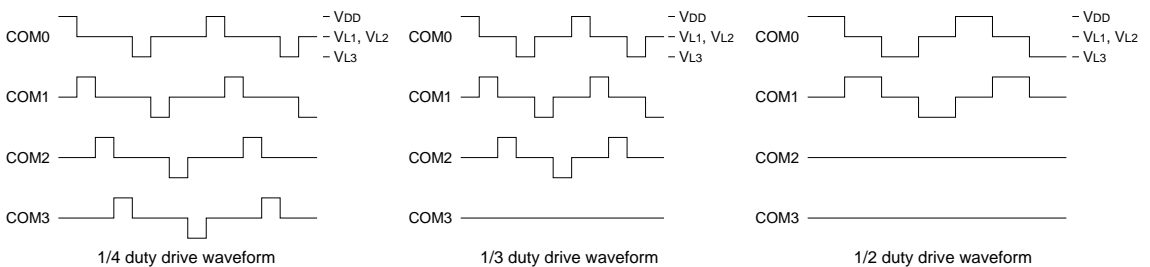 COM0
VDD
VL1, VL2
VL3
COM1
COM2
COM3
1/4 duty drive waveform
COM0
VDD
VL1, VL2
VL3
COM1
COM2
COM3
1/3 duty drive waveform
COM0
VDD
VL1, VL2
VL3
COM1
COM2
COM3
1/2 duty drive waveform